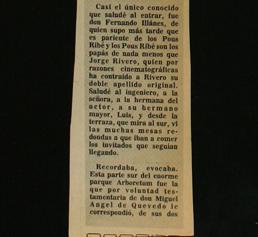 Casi el único conocido
que saludé al entrar, fue
don Fernando Illánes, de
quien supo más tarde que
es pariente de los Pous
Ribé y los Pous Ribé son los
papás de nada menos que
Jorge Rivero, quien por
razones cinematográficas
ha contraído a Rivero su
doble apellido original.
Saludé al ingeniero, a la
señora, a la hermana del
actor, a su hermano
mayor, Luis, y desde la
terraza, que mira al sur, vi
las muchas mesas re-
dondas a que iban a comer
los invitados que seguían
llegando.
Recordaba, evocaba.
Esta parte sur del enorme
parque Arboretum fue la
que por voluntad tes-
tamentaria de don Miguel
Angel de Quevedo le
correspondió, de sus dos